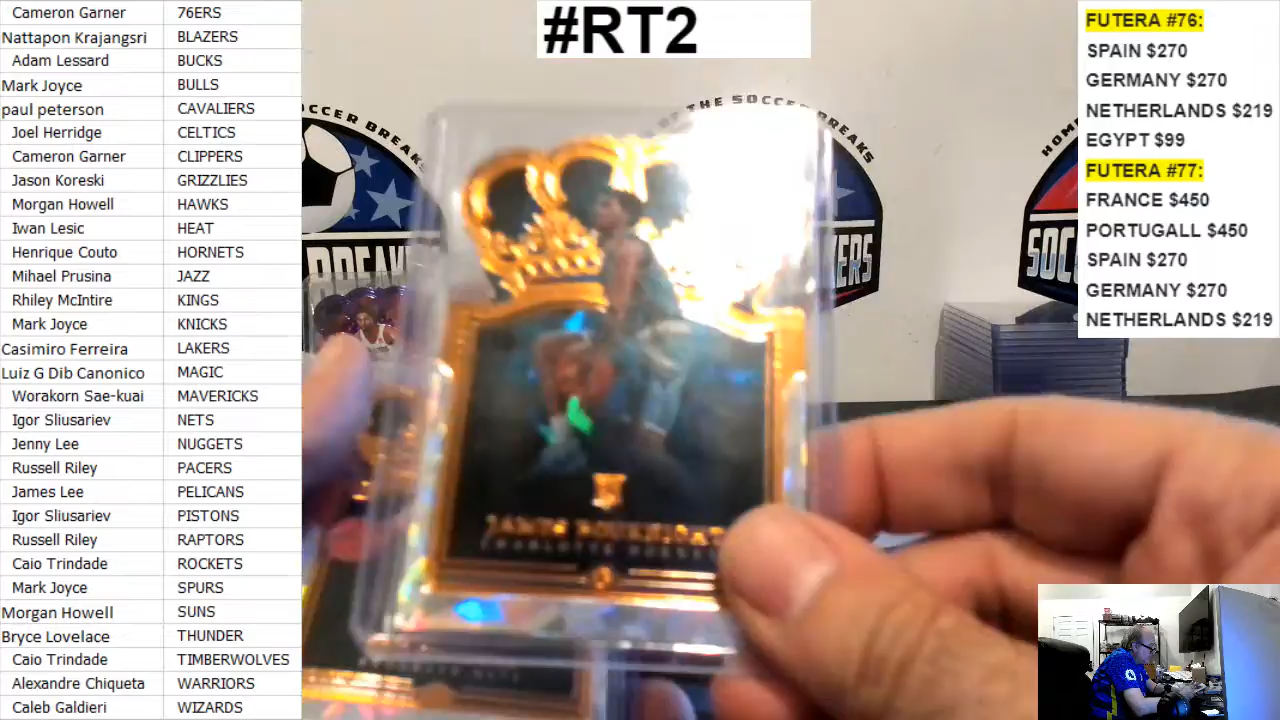 #RT2
Cameron Garner 76ERS
Nattapon Krajangsri BLAZERS
Adam Lessard BUCKS
Mark Joyce BULLS
paul peterson CAVALIERS
Joel Herridge CELTICS
Cameron Garner CLIPPERS
Jason Koreski GRIZZLIES
Morgan Howell HAWKS
Iwan Lesic HEAT
Henrique Couto HORNETS
Mihael Prusina JAZZ
Rhiley McIntire KINGS
Mark Joyce KNICKS
Casimiro Ferreira LAKERS
Luiz G Dib Canonico MAGIC
Worakorn Sae-kuai MAVERICKS
Igor Sliusariev NETS
Jenny Lee NUGGETS
Russell Riley PACERS
James Lee PELICANS
Igor Sliusariev PISTONS
Russell Riley RAPTORS
Caio Trindade ROCKETS
Mark Joyce SPURS
Morgan Howell SUNS
Bryce Lovelace THUNDER
Caio Trindade TIMBERWOLVES
Alexandre Chiqueta WARRIORS
Caleb Galdieri WIZARDS
FUTERA #76:
SPAIN $270
GERMANY $270
NETHERLANDS $219
EGYPT $99
FUTERA #77:
FRANCE $450
PORTUGALL $450
SPAIN $270
GERMANY $270
NETHERLANDS $219
THE SOCCER BREAKS